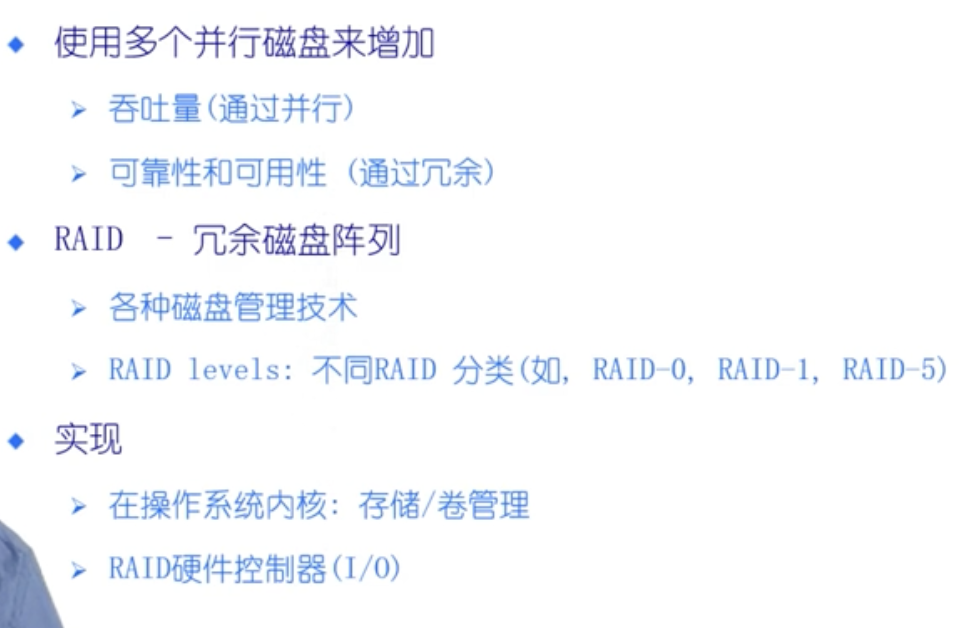 使用多个并行磁盘来增加
吞吐量(通过并行)
可靠性和可用性 (通过冗余)
RAID - 冗余磁盘阵列
各种磁盘管理技术
RAID levels: 不同RAID 分类(如, RAID-0, RAID-1, RAID-5)
实现
在操作系统内核: 存储/卷管理
RAID硬件控制器(I/O)